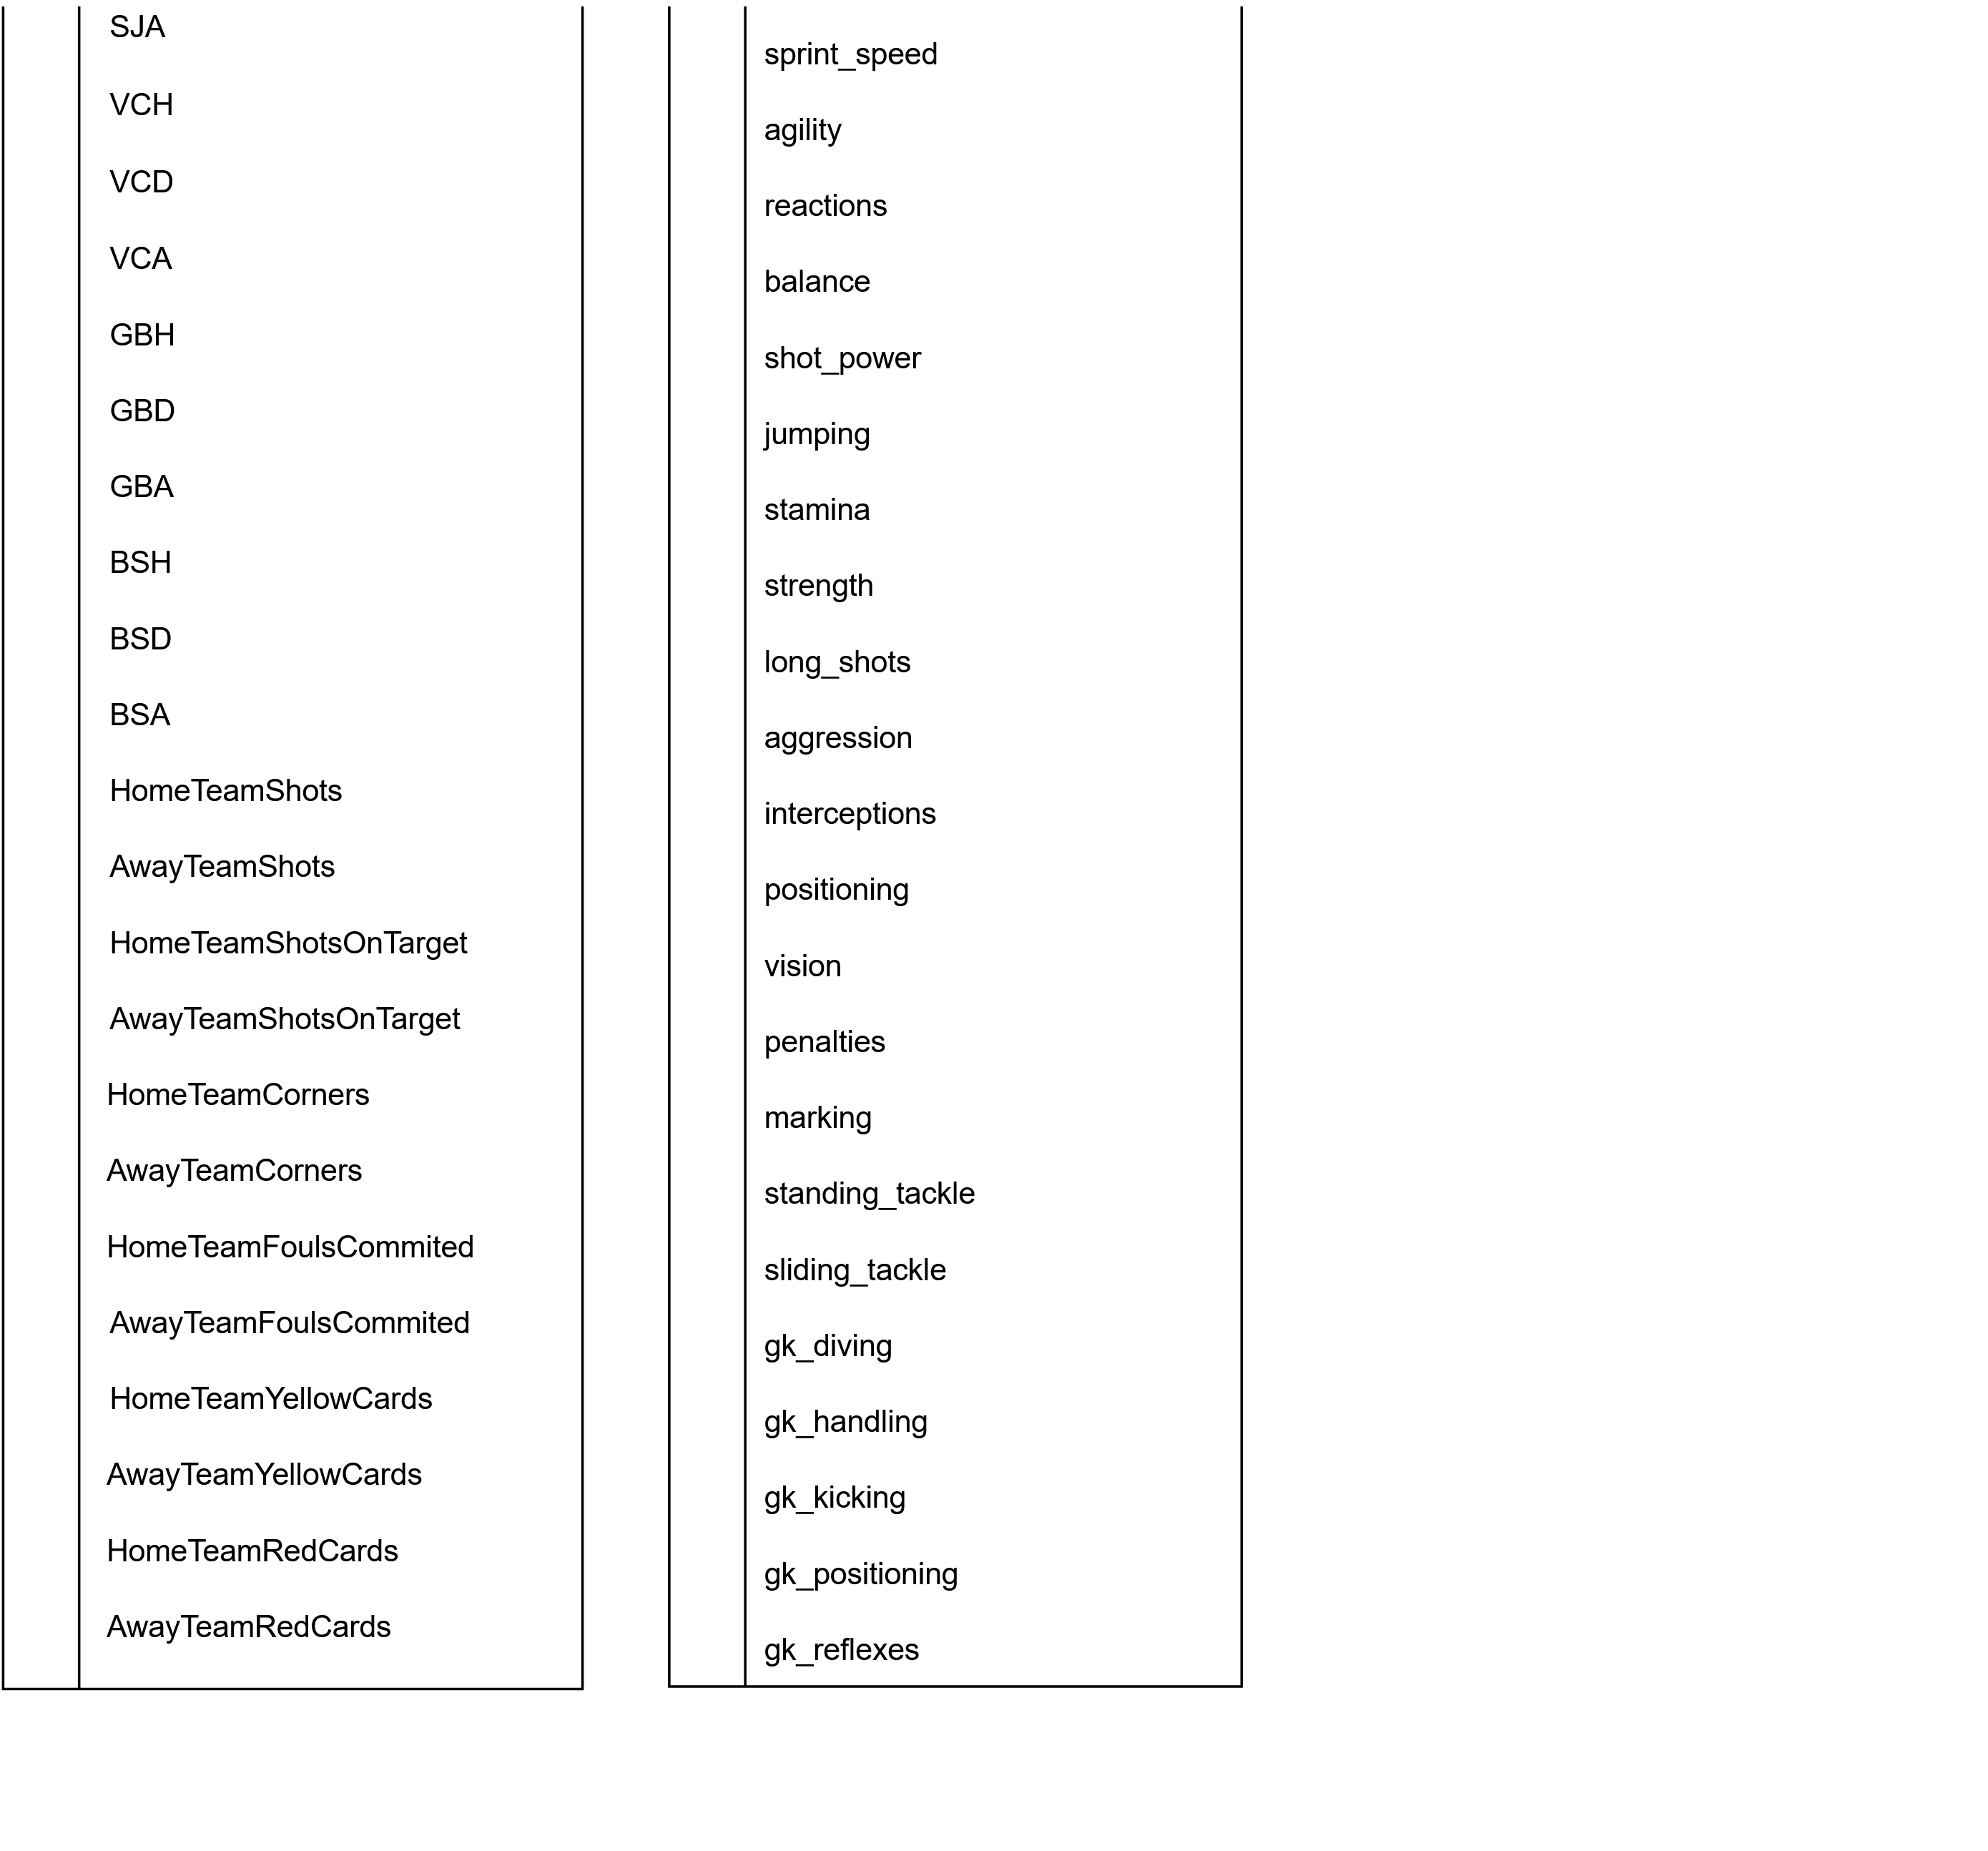 SJA
VCH
VCD
VCA
GBH
GBD
GBA
BSH
BSD
BSA
HomeTeamShots
AwayTeamShots
HomeTeamShotsOnTarget
AwayTeamShotsOnTarget
HomeTeamCorners
AwayTeamCorners
HomeTeamFoulsCommited
AwayTeamFoulsCommited
HomeTeamYellowCards
AwayTeamYellowCards
HomeTeamRedCards
AwayTeamRedCards
sprint_speed
agility
reactions
balance
shot_power
jumping
stamina
strength
long_shots
aggression
interceptions
positioning
vision
penalties
marking
standing_tackle
sliding_tackle
gk_diving
gk_handling
gk_kicking
gk_positioning
gk_reflexes